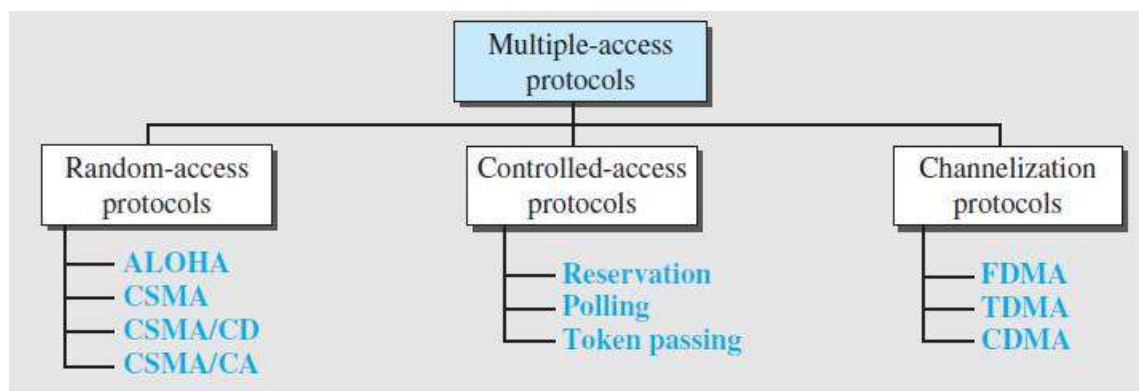 Multiple-access
protocols
Random-access
protocols
ALOHA
CSMA
CSMA/CD
CSMA/CA
Controlled-access
protocols
Reservation
Polling
Token passing
Channelization
protocols
FDMA
TDMA
CDMA